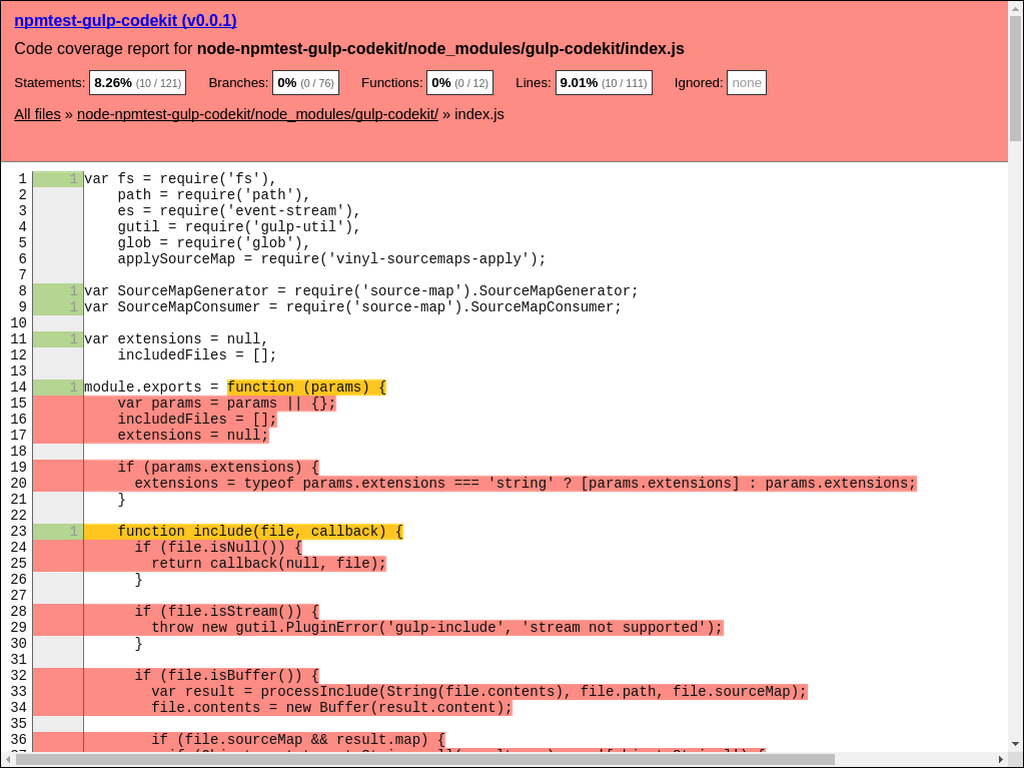 npmtest-gulp-codekit (v0.0.1)
Code coverage report for node-npmtest-gulp-codekit/node_modules/gulp-codekit/index.js
Statements: 8.26% (10 / 121) Branches: 0% (0 / 76) Functions: 0% (0 / 12) Lines: 9.01% (10 / 111) Ignored: none
All files » node-npmtest-gulp-codekit/node_modules/gulp-codekit/ » index.js
1 1 var fs = require('fs'),
2 path = require('path'),
3 es = require('event-stream'),
4 gutil = require('gulp-util'),
5 glob = require('glob'),
6 applySourceMap = require('vinyl-sourcemaps-apply');
7
8 1 var SourceMapGenerator = require('source-map').SourceMapGenerator;
9 1 var SourceMapConsumer = require('source-map').SourceMapConsumer;
10
11 1 var extensions = null,
12 includedFiles = [];
13
14 1 module.exports = function (params) {
15 var params = params || {};
16 includedFiles = [];
17 extensions = null;
18
19 if (params.extensions) {
20 extensions = typeof params.extensions === 'string' ? [params.extensions] : params.extensions;
21 }
22
23 1 function include(file, callback) {
24 if (file.isNull()) {
25 return callback(null, file);
26 }
27
28 if (file.isStream()) {
29 throw new gutil.PluginError('gulp-include', 'stream not supported');
30 }
31
32 if (file.isBuffer()) {
33 var result = processInclude(String(file.contents), file.path, file.sourceMap);
34 file.contents = new Buffer(result.content);
35
36 if (file.sourceMap && result.map) {